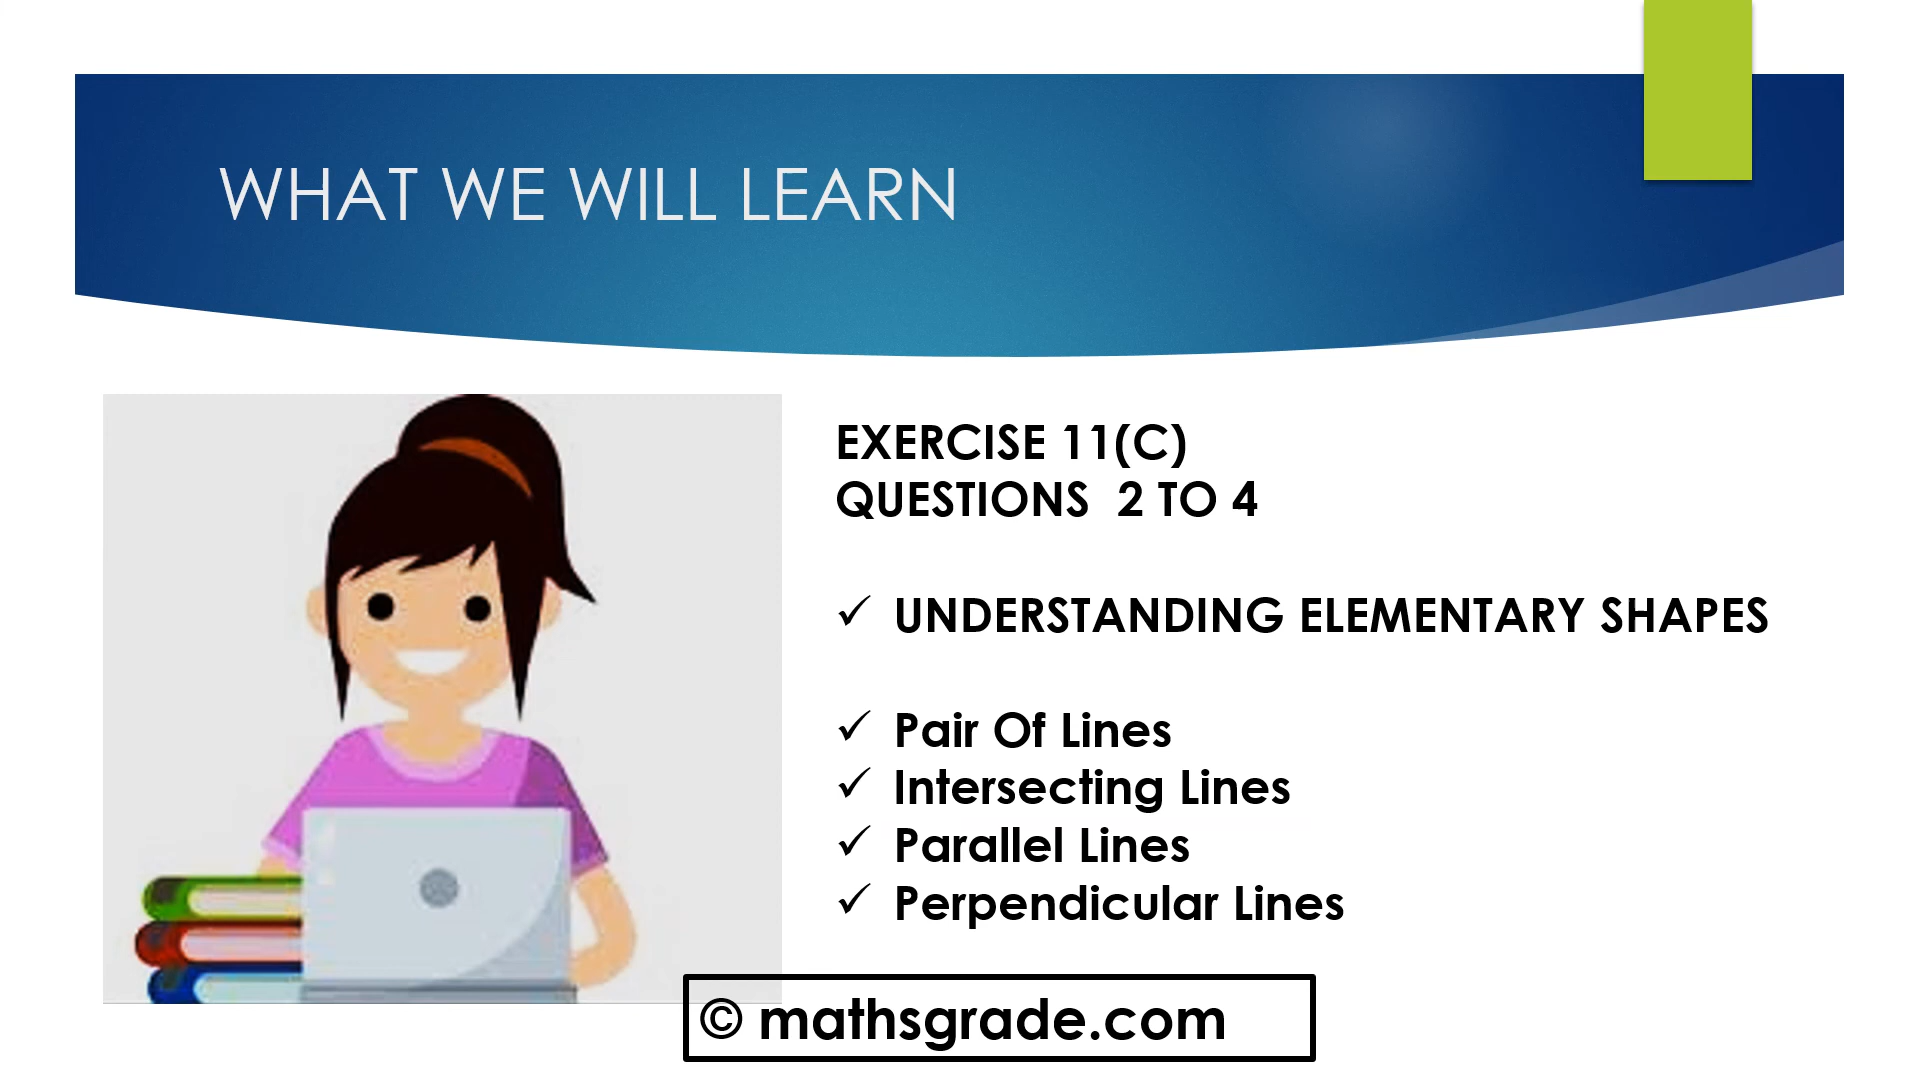 WHAT WE WILL LEARN
EXERCISE 11(C)
QUESTIONS 2 TO 4
✓ UNDERSTANDING ELEMENTARY SHAPES
✓ Pair Of Lines
✓ Intersecting Lines
✓ Parallel Lines
✓ Perpendicular Lines
© mathsgrade.com